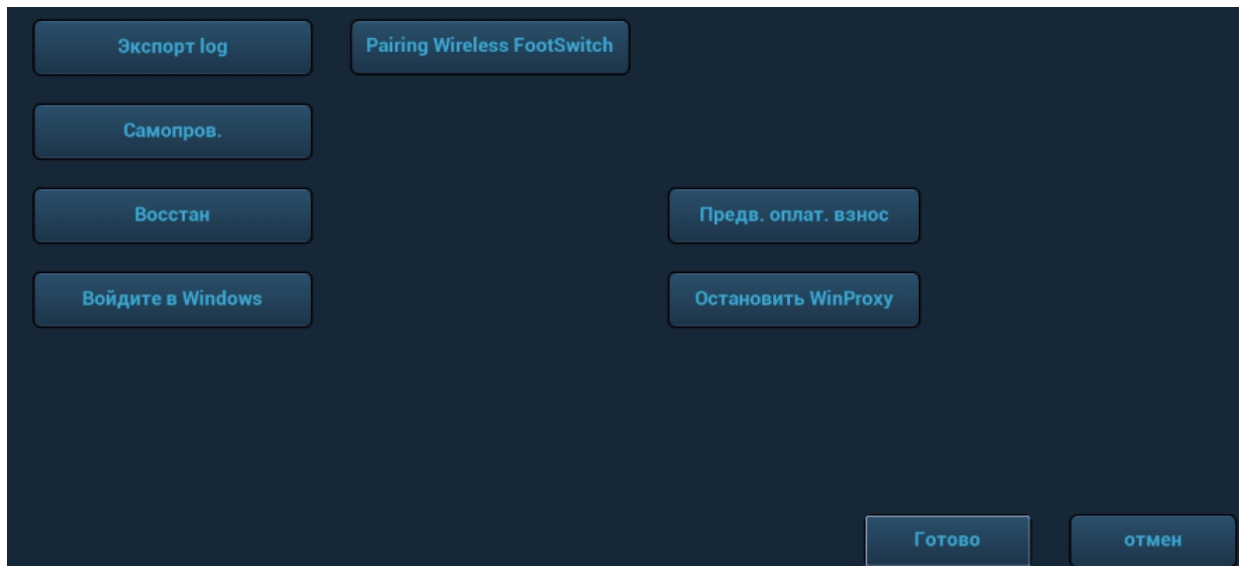 Экспорт log
Pairing Wireless FootSwitch
Самопров.
Восстан
Предв. оплат. взнос
Войдите в Windows
Остановить WinProxy
Готово
отмен